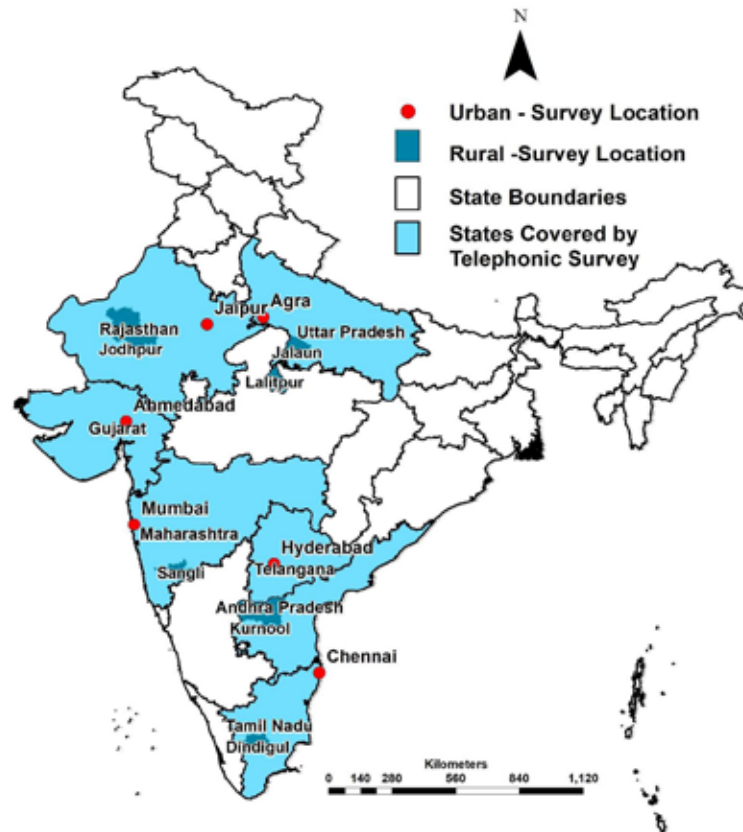 N
Urban - Survey Location
Rural -Survey Location
State Boundaries
States Covered by
Telephonic Survey
Jaipur
Agra
Rajasthan
Jodhpur
Uttar Pradesh
Jalaun
Lalitpur
Ahmedabad
Gujarat
Mumbai
Maharashtra
Sangli
Hyderabad
Telangana
Andhra Pradesh
Kurnool
Chennai
Tamil Nadu
Dindigul
Kilometers
0 140 280 560 840 1,120